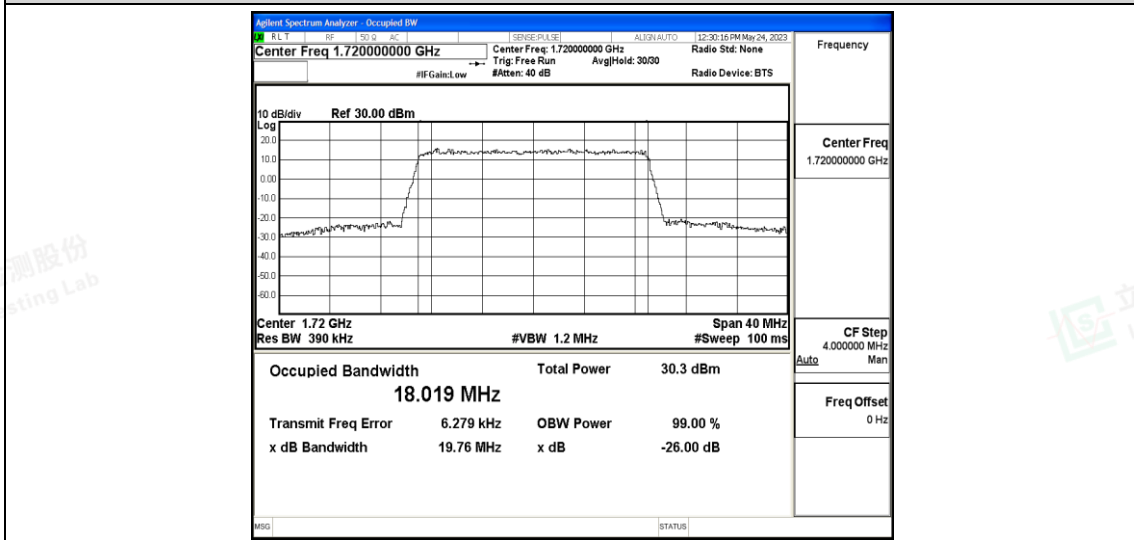 Agilent Spectrum Analyzer - Occupied BW
LXI RLT RF 50 Ω AC SENSE:PULSE ALIGN AUTO 12:30:16 PM May 24, 2023
Center Freq 1.720000000 GHz
Center Freq: 1.720000000 GHz
Radio Std: None
Trig: Free Run
Avg|Hold: 30/30
#IFGain:Low
#Atten: 40 dB
Radio Device: BTS
Frequency
10 dB/div
Ref 30.00 dBm
Log
20.0
10.0
0.00
-10.0
-20.0
-30.0
-40.0
-50.0
-60.0
Center 1.72 GHz
Span 40 MHz
Res BW 390 kHz
#VBW 1.2 MHz
#Sweep 100 ms
Occupied Bandwidth
18.019 MHz
Total Power 30.3 dBm
Transmit Freq Error 6.279 kHz
OBW Power 99.00 %
x dB Bandwidth 19.76 MHz
x dB -26.00 dB
Center Freq
1.720000000 GHz
CF Step
4.000000 MHz
Auto Man
Freq Offset
0 Hz
MSG
STATUS
测股份
sting Lab
立